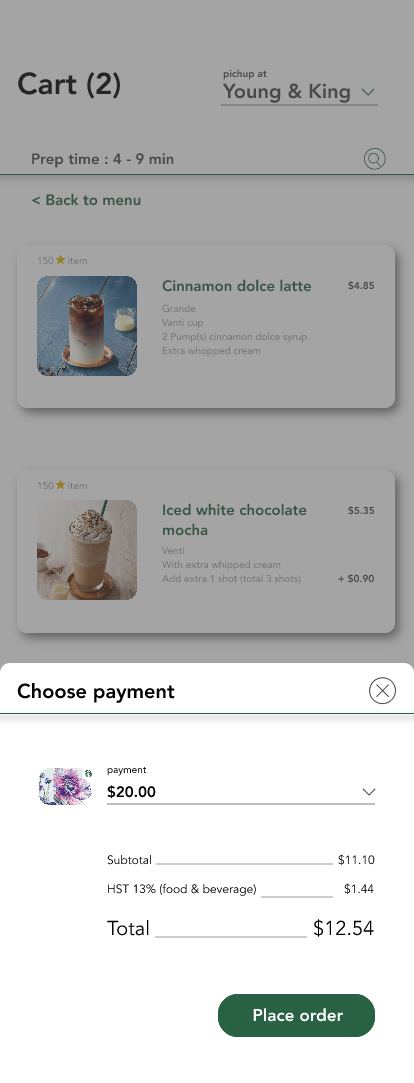 Cart (2)
pickup at
Young & King
Prep time : 4 - 9 min
< Back to menu
150 item
Cinnamon dolce latte
$4.85
Grande
Vanti cup
2 Pump(s) cinnamon dolce syrup
Extra whopped cream
150 item
Iced white chocolate
mocha
$5.35
Venti
With extra whipped cream
Add extra 1 shot (total 3 shots)
+ $0.90
Choose payment
payment
$20.00
Subtotal
$11.10
HST 13% (food & beverage)
$1.44
Total
$12.54
Place order